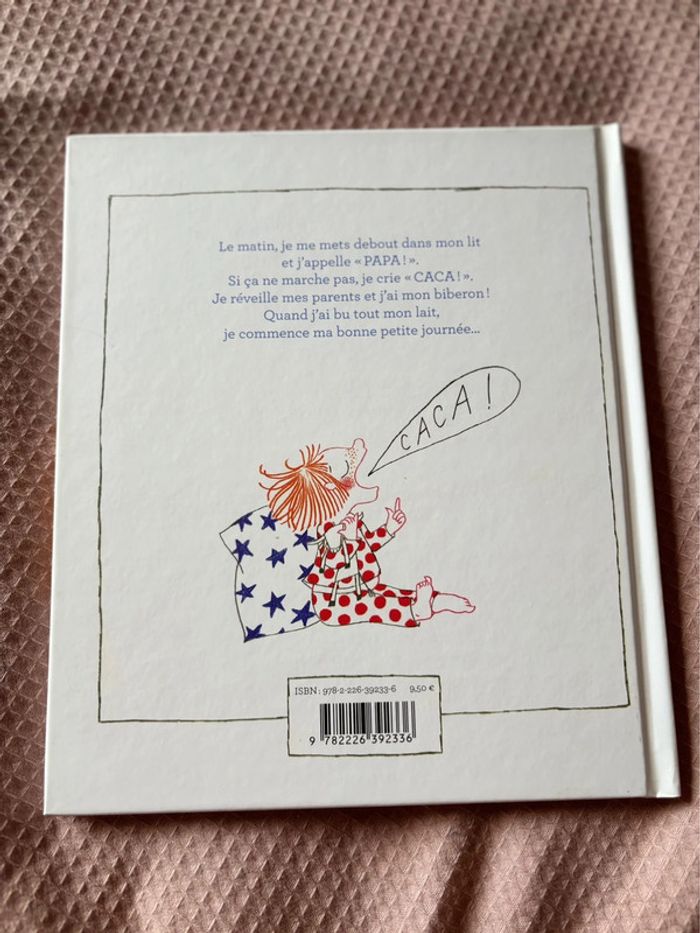 Le matin, je me mets debout dans mon lit
et j’appelle « PAPA ! ».
Si ça ne marche pas, je crie « CACA ! ».
Je réveille mes parents et j’ai mon biberon !
Quand j’ai bu tout mon lait,
je commence ma bonne petite journée...
CACA !
ISBN : 978-2-226-39233-6 9,50 €
9 782226 392336